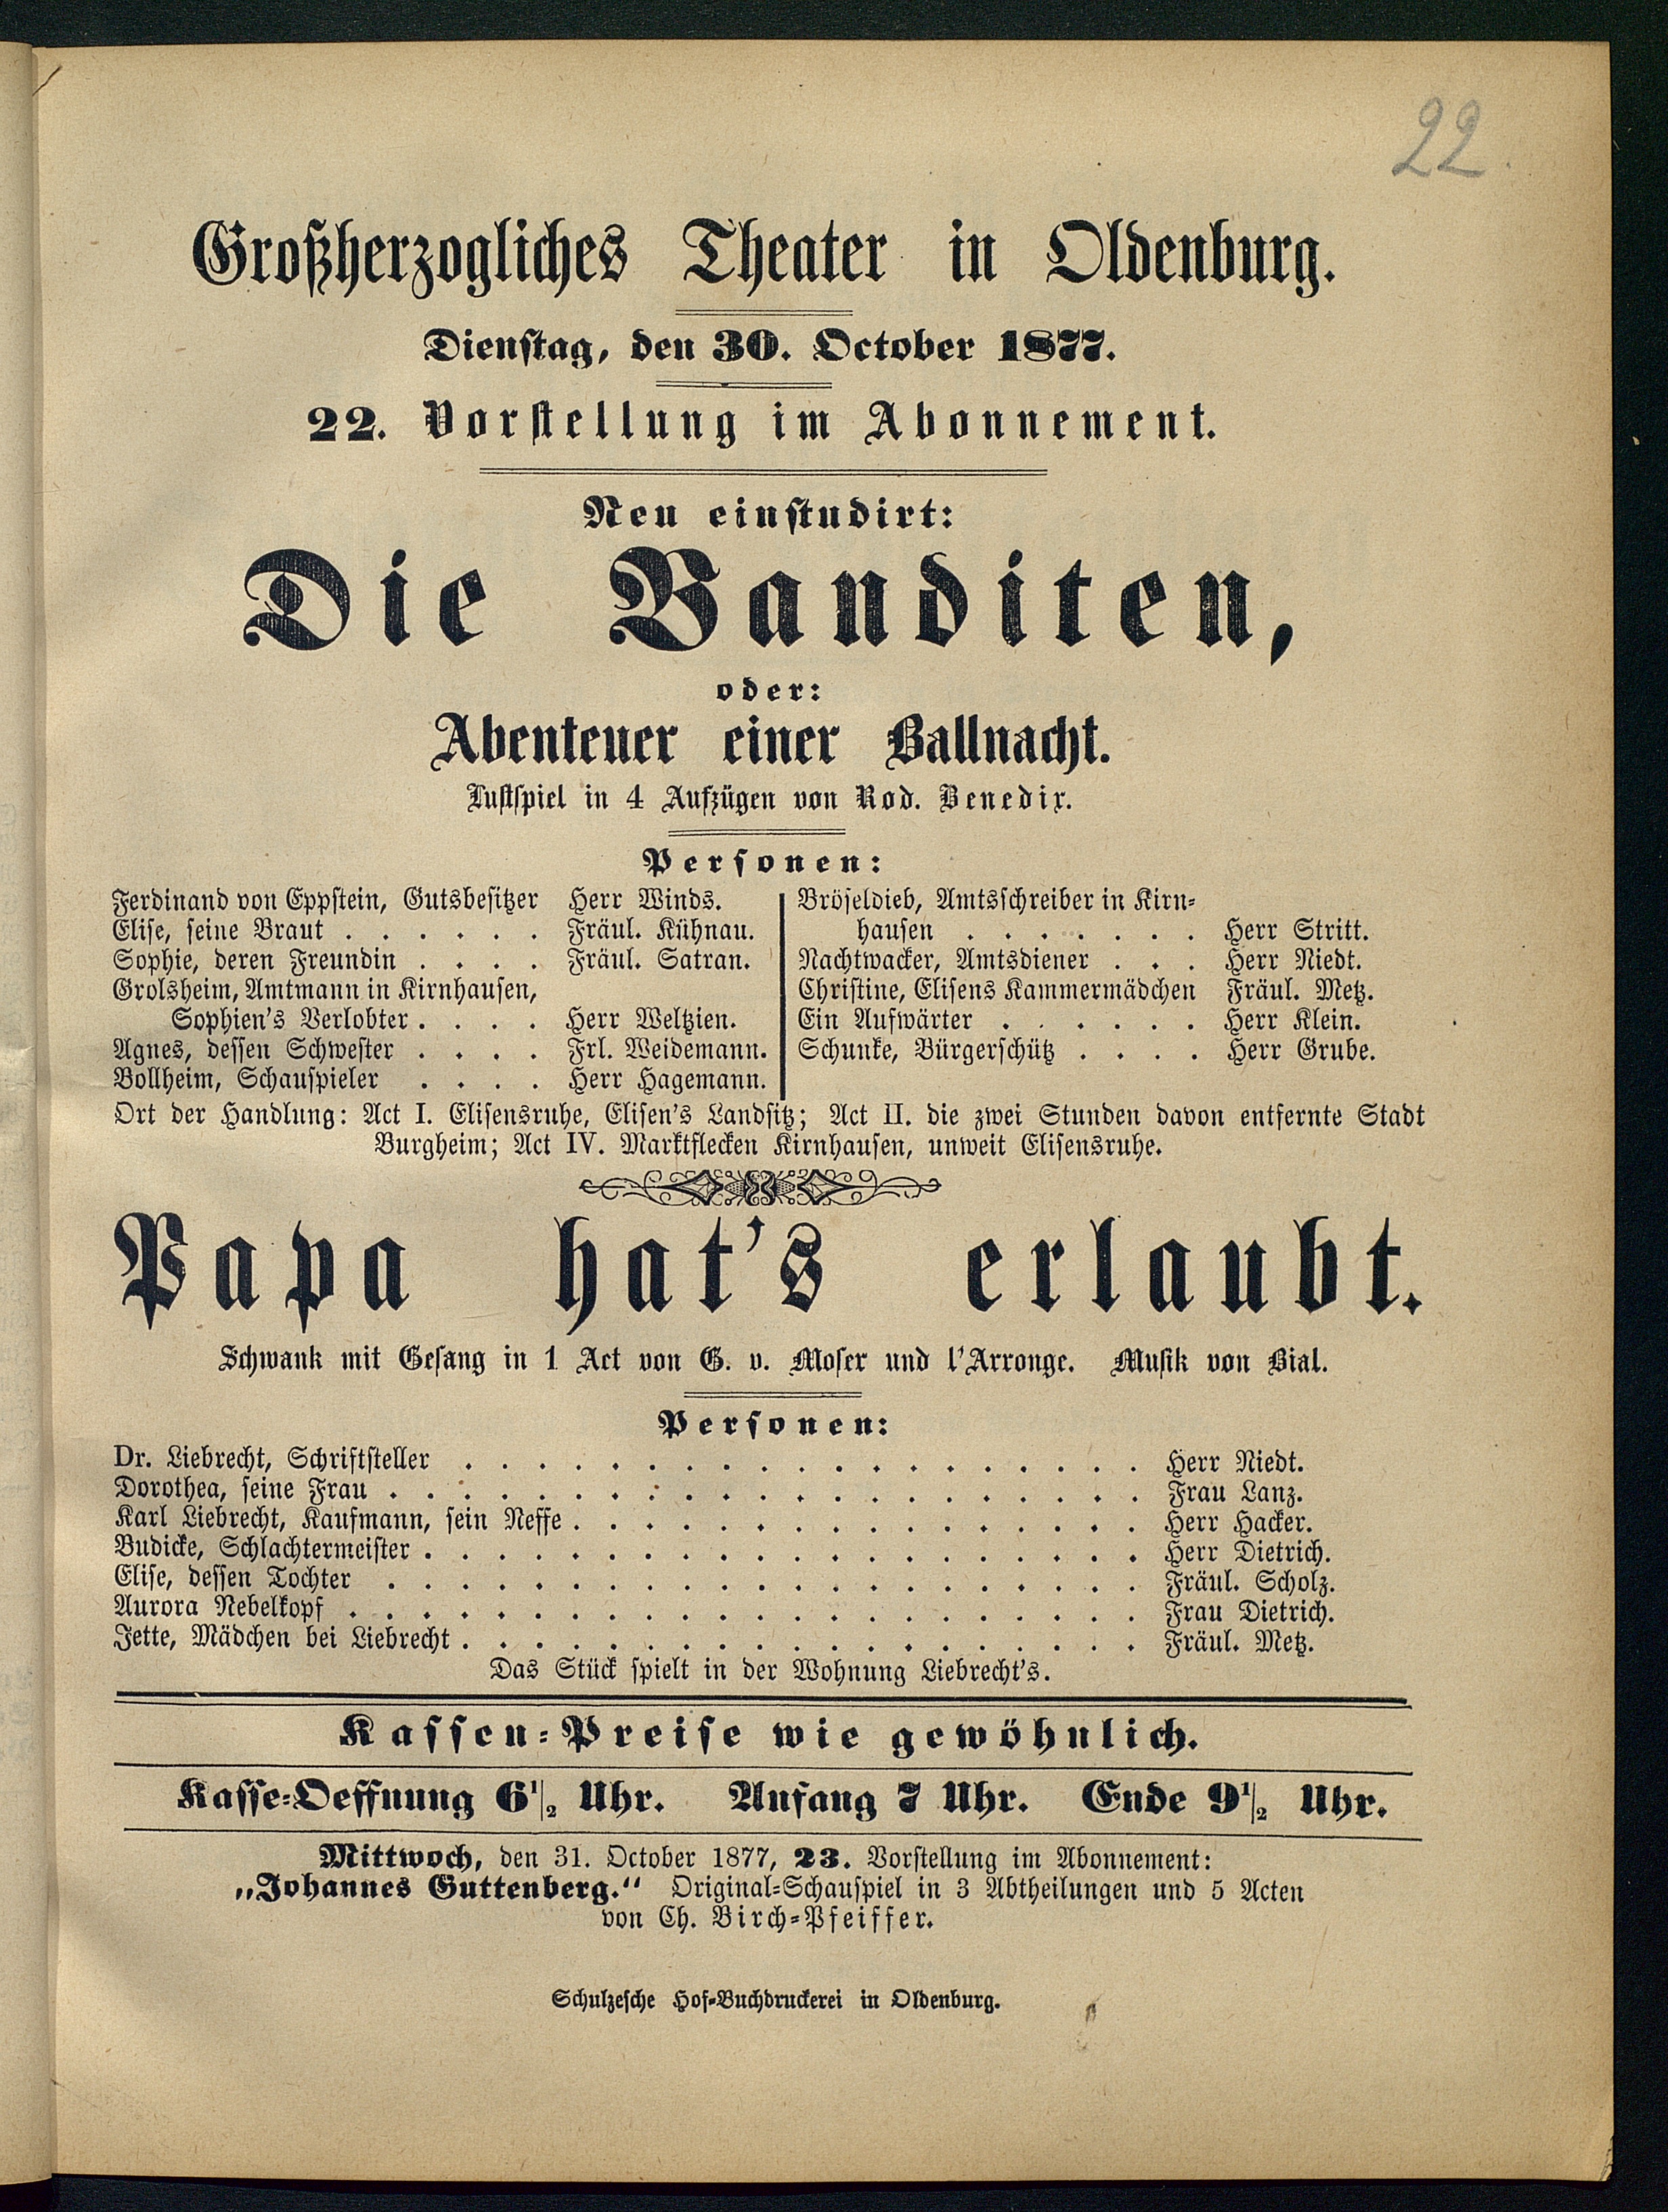 22.
Großherzogliches Theater in Oldenburg.
Dienstag, den 30. October 1877.
22. Vorstellung im Abonnement.
Neu einstudirt:
Die Banditen,
oder:
Abenteuer einer Ballnacht.
Lustspiel in 4 Aufzügen von Rod. Benedix.
Personen:
Ferdinand von Eppstein, Gutsbesitzer Herr Winds.
Elise, seine Braut . . . . . . Fräul. Kühnau.
Sophie, deren Freundin . . . . Fräul. Satran.
Grolsheim, Amtmann in Kirnhausen,
Sophien's Verlobter . . . . Herr Weltzien.
Agnes, dessen Schwester . . . . Frl. Weidemann.
Bollheim, Schauspieler . . . . Herr Hagemann.
Bröseldieb, Amtsschreiber in Kirn-
hausen . . . . . . . Herr Stritt.
Nachtwacker, Amtsdiener . . . Herr Niedt.
Christine, Elisens Kammermädchen Fräul. Metz.
Ein Aufwärter . . . . . . Herr Klein.
Schunke, Bürgerschütz . . . . Herr Grube.
Ort der Handlung: Act I. Elisensruhe, Elisen's Landsitz; Act II. die zwei Stunden davon entfernte Stadt
Burgheim; Act IV. Marktflecken Kirnhausen, unweit Elisensruhe.
Papa hat's erlaubt.
Schwank mit Gesang in 1 Act von G. v. Moser und l'Arronge. Musik von Bial.
Personen:
Dr. Liebrecht, Schriftsteller . . . . . . . . . . . . . . . . . . . Herr Niedt.
Dorothea, seine Frau . . . . . . . . . . . . . . . . . . . . . Frau Lanz.
Karl Liebrecht, Kaufmann, sein Neffe . . . . . . . . . . . . . . . . Herr Hacker.
Budicke, Schlachtermeister . . . . . . . . . . . . . . . . . . . . Herr Dietrich.
Elise, dessen Tochter . . . . . . . . . . . . . . . . . . . . . Fräul. Scholz.
Aurora Nebelkopf . . . . . . . . . . . . . . . . . . . . . . Frau Dietrich.
Jette, Mädchen bei Liebrecht . . . . . . . . . . . . . . . . . . . Fräul. Metz.
Das Stück spielt in der Wohnung Liebrecht's.
Kassen-Preise wie gewöhnlich.
Kasse-Oeffnung 6½ Uhr. Anfang 7 Uhr. Ende 9½ Uhr.
Mittwoch, den 31. October 1877, 23. Vorstellung im Abonnement:
„Johannes Guttenberg.“ Original-Schauspiel in 3 Abtheilungen und 5 Acten
von Ch. Birch-Pfeiffer.
Schulzesche Hof-Buchdruckerei in Oldenburg.